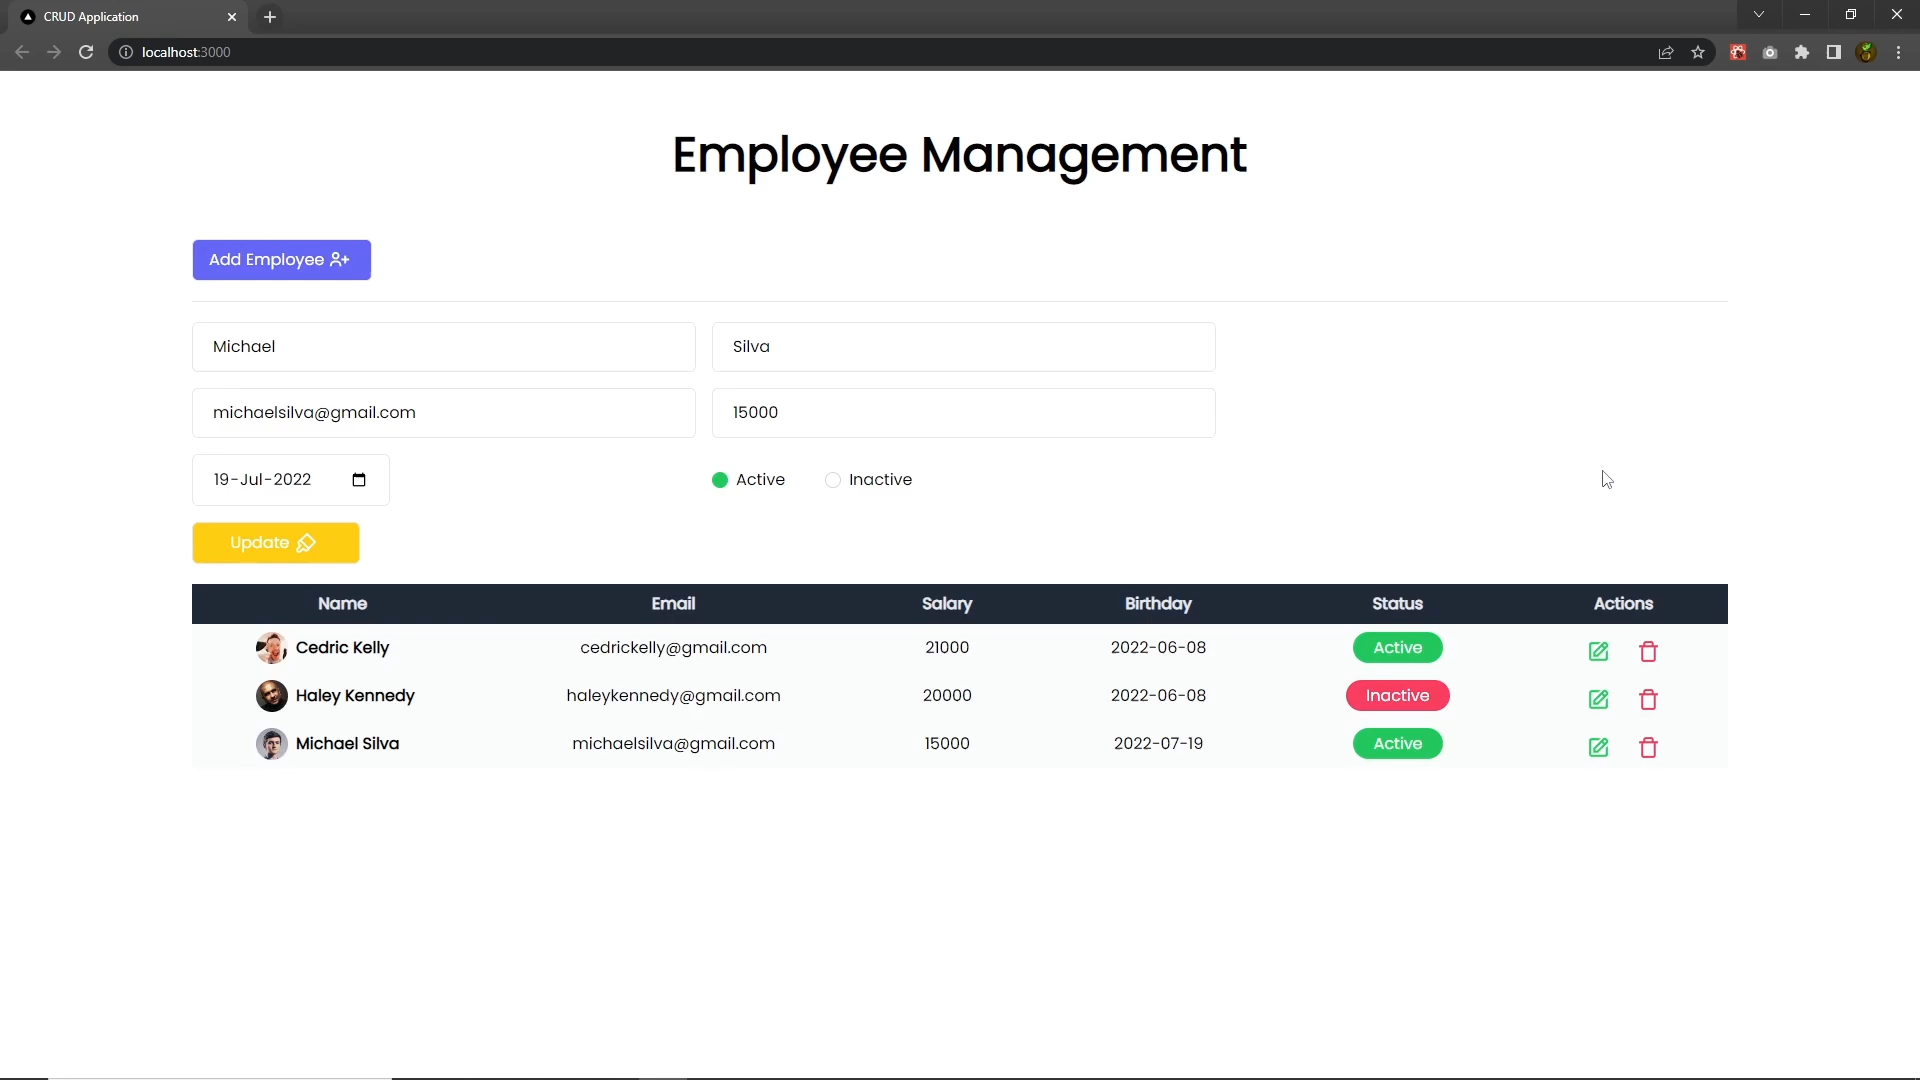 CRUD Application
localhost:3000
Employee Management
Add Employee
Michael
Silva
michaelsilva@gmail.com
15000
19-Jul-2022
Active
Inactive
Update
Name Email Salary Birthday Status Actions
Cedric Kelly cedrickelly@gmail.com 21000 2022-06-08 Active
Haley Kennedy haleykennedy@gmail.com 20000 2022-06-08 Inactive
Michael Silva michaelsilva@gmail.com 15000 2022-07-19 Active